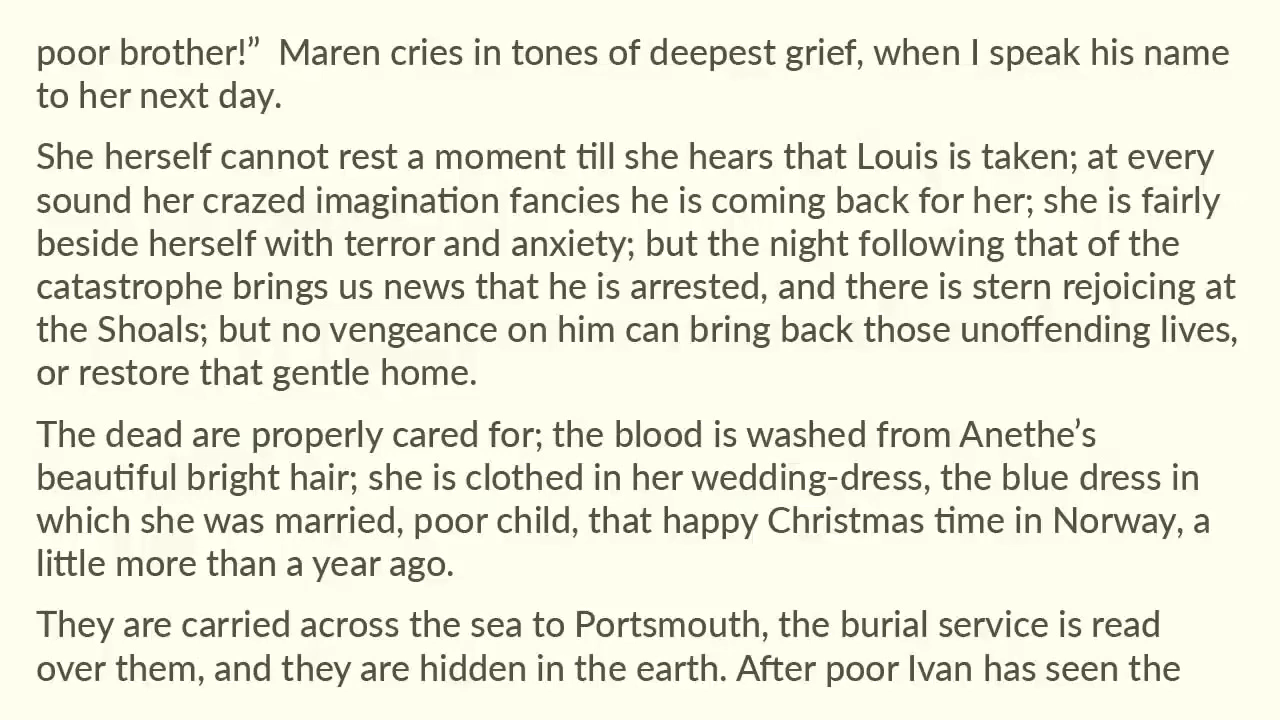 poor brother!”  Maren cries in tones of deepest grief, when I speak his name
to her next day.
She herself cannot rest a moment till she hears that Louis is taken; at every
sound her crazed imagination fancies he is coming back for her; she is fairly
beside herself with terror and anxiety; but the night following that of the
catastrophe brings us news that he is arrested, and there is stern rejoicing at
the Shoals; but no vengeance on him can bring back those unoffending lives,
or restore that gentle home.
The dead are properly cared for; the blood is washed from Anethe’s
beautiful bright hair; she is clothed in her wedding-dress, the blue dress in
which she was married, poor child, that happy Christmas time in Norway, a
little more than a year ago.
They are carried across the sea to Portsmouth, the burial service is read
over them, and they are hidden in the earth. After poor Ivan has seen the